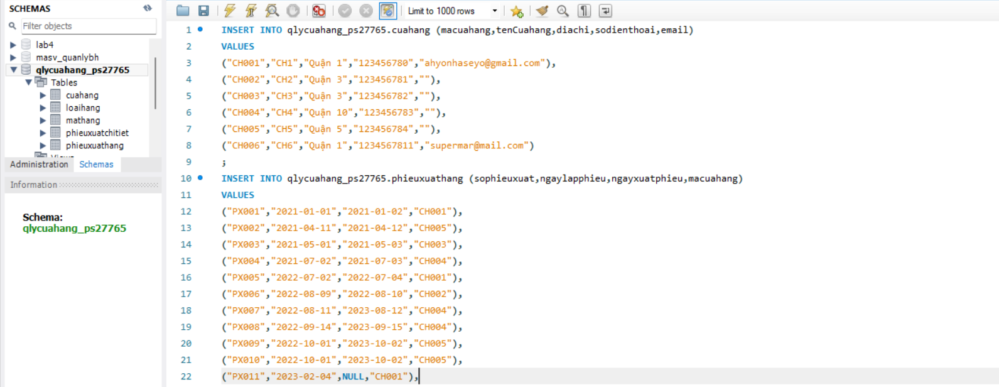 SCHEMAS
Filter objects
lab4
masv_quanlybh
qlycuahang_ps27765
Tables
cuahang
loaihang
mathang
phieuxuatchitiet
phieuxuathang
Views
Administration Schemas
Information
Schema:
qlycuahang_ps27765
Limit to 1000 rows
1 INSERT INTO qlycuahang_ps27765.cuahang (macuahang,tenCuahang,diachi,sodienthoai,email)
2 VALUES
3 ("CH001","CH1","Quận 1","123456780","ahyonhaseyo@gmail.com"),
4 ("CH002","CH2","Quận 3","123456781",""),
5 ("CH003","CH3","Quận 3","123456782",""),
6 ("CH004","CH4","Quận 10","123456783",""),
7 ("CH005","CH5","Quận 5","123456784",""),
8 ("CH006","CH6","Quận 1","1234567811","supermar@mail.com")
9 ;
10 INSERT INTO qlycuahang_ps27765.phieuxuathang (sophieuxuat,ngaylapphieu,ngayxuatphieu,macuahang)
11 VALUES
12 ("PX001","2021-01-01","2021-01-02","CH001"),
13 ("PX002","2021-04-11","2021-04-12","CH005"),
14 ("PX003","2021-05-01","2021-05-03","CH003"),
15 ("PX004","2021-07-02","2021-07-03","CH004"),
16 ("PX005","2022-07-02","2022-07-04","CH001"),
17 ("PX006","2022-08-09","2022-08-10","CH002"),
18 ("PX007","2022-08-11","2023-08-12","CH004"),
19 ("PX008","2022-09-14","2023-09-15","CH004"),
20 ("PX009","2022-10-01","2023-10-02","CH005"),
21 ("PX010","2022-10-01","2023-10-02","CH005"),
22 ("PX011","2023-02-04",NULL,"CH001"),